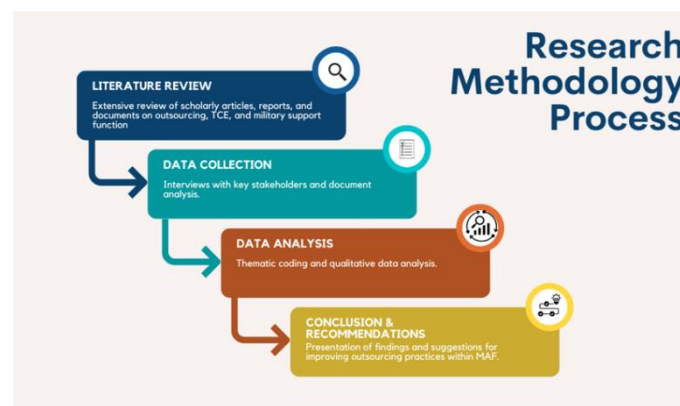 Research
Methodology
Process
LITERATURE REVIEW
Extensive review of scholarly articles, reports, and
documents on outsourcing, TCE, and military support
function
DATA COLLECTION
Interviews with key stakeholders and document
analysis.
DATA ANALYSIS
Thematic coding and qualitative data analysis.
CONCLUSION &
RECOMMENDATIONS
Presentation of findings and suggestions for
improving outsourcing practices within MAF.